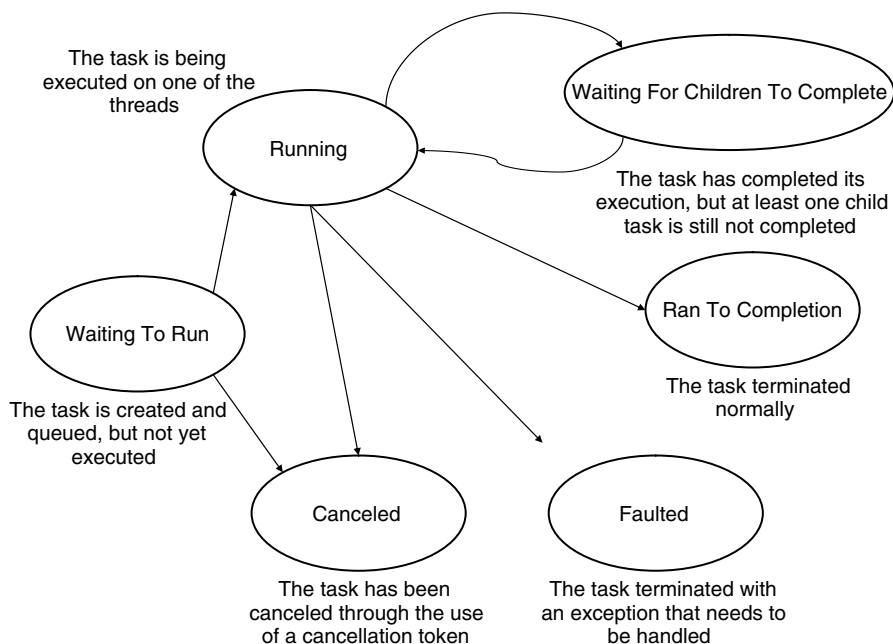 The task is being
executed on one of the
threads
Running
Waiting For Children To Complete
The task has completed its
execution, but at least one child
task is still not completed
Waiting To Run
The task is created and
queued, but not yet
executed
Ran To Completion
The task terminated
normally
Canceled
The task has been
canceled through the use
of a cancellation token
Faulted
The task terminated with
an exception that needs to
be handled